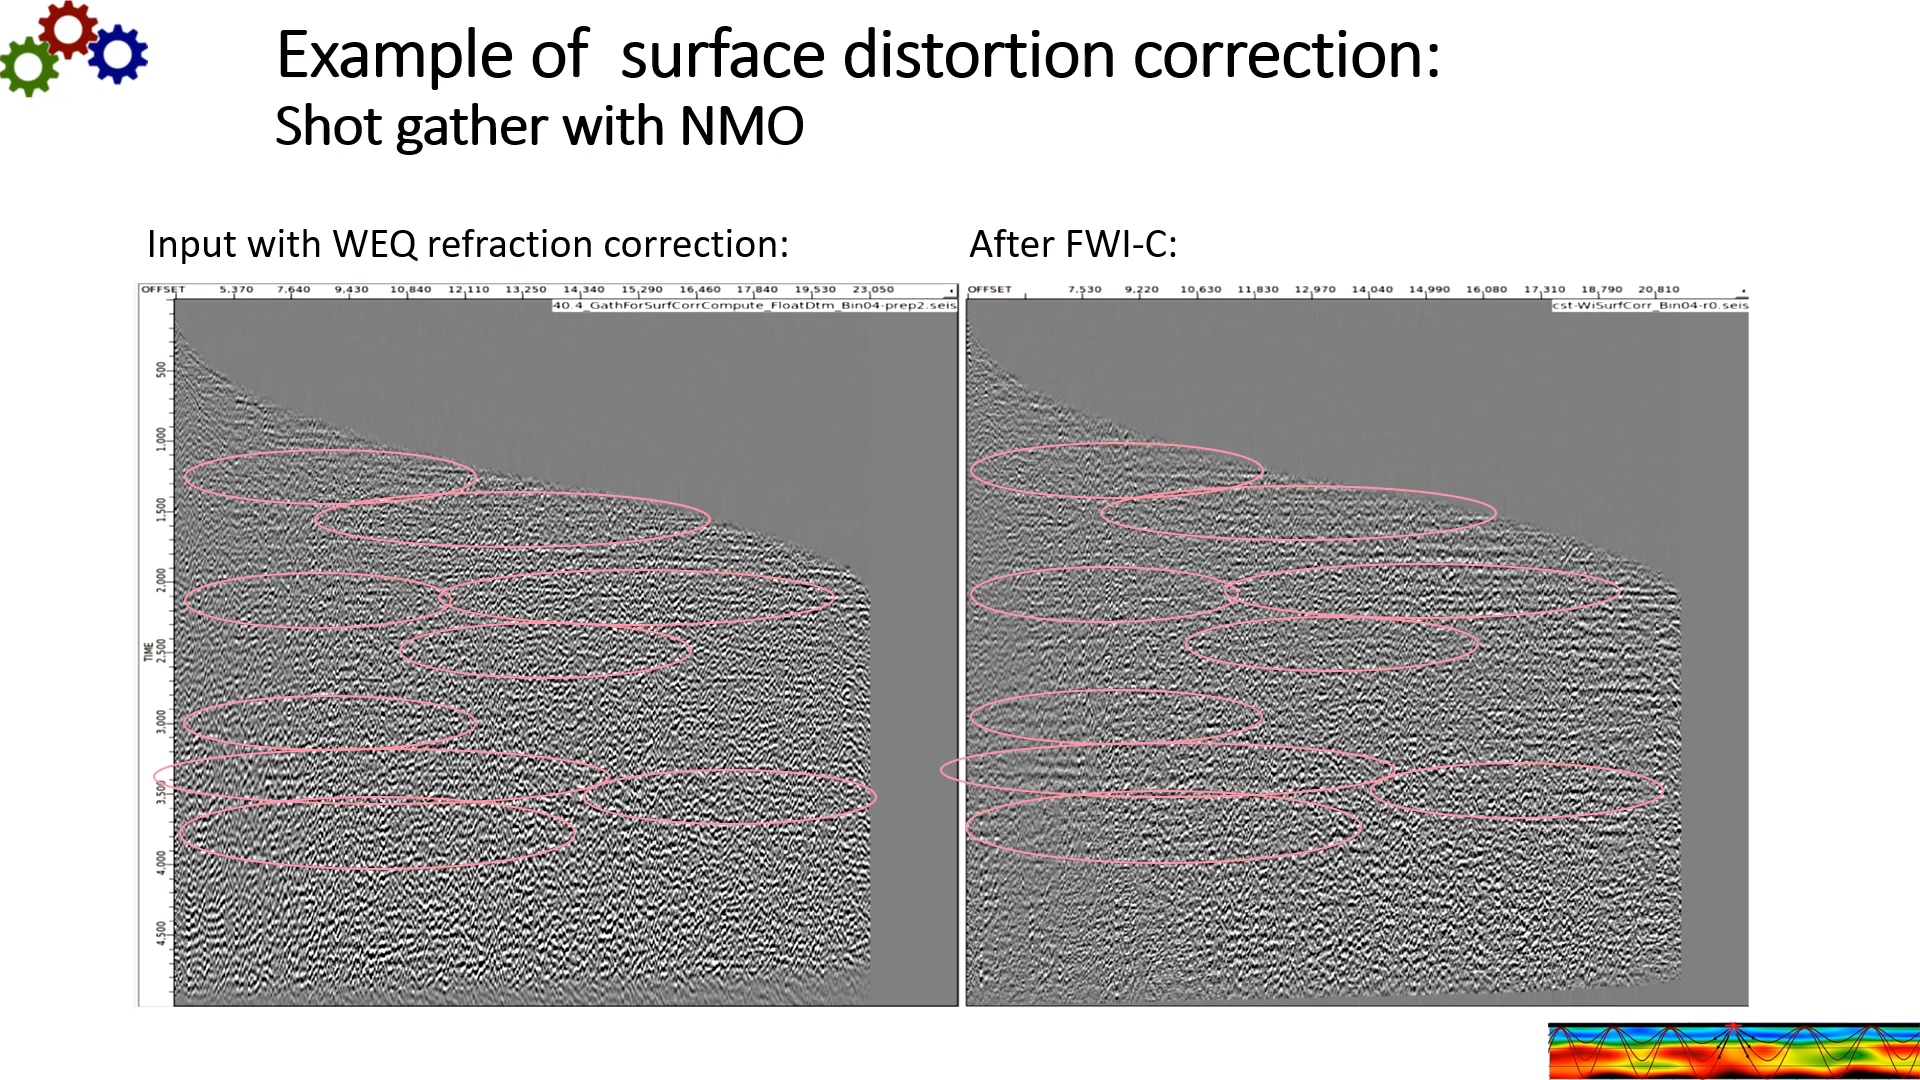 Example of surface distortion correction:
Shot gather with NMO
Input with WEQ refraction correction:
After FWI-C:
OFFSET 5,370 7,640 9,430 10,840 12,110 13,250 14,340 15,290 16,460 17,840 19,530 23,050
40.4_GathForSurfCorrCompute_FloatDtm_Bin04-prep2.seis
OFFSET 7,530 9,220 10,630 11,830 12,970 14,040 14,990 16,080 17,310 18,790 20,810
cst-WiSurfCorr_Bin04-r0.seis
TIME
500
1.000
1.500
2.000
2.500
3.000
3.500
4.000
4.500